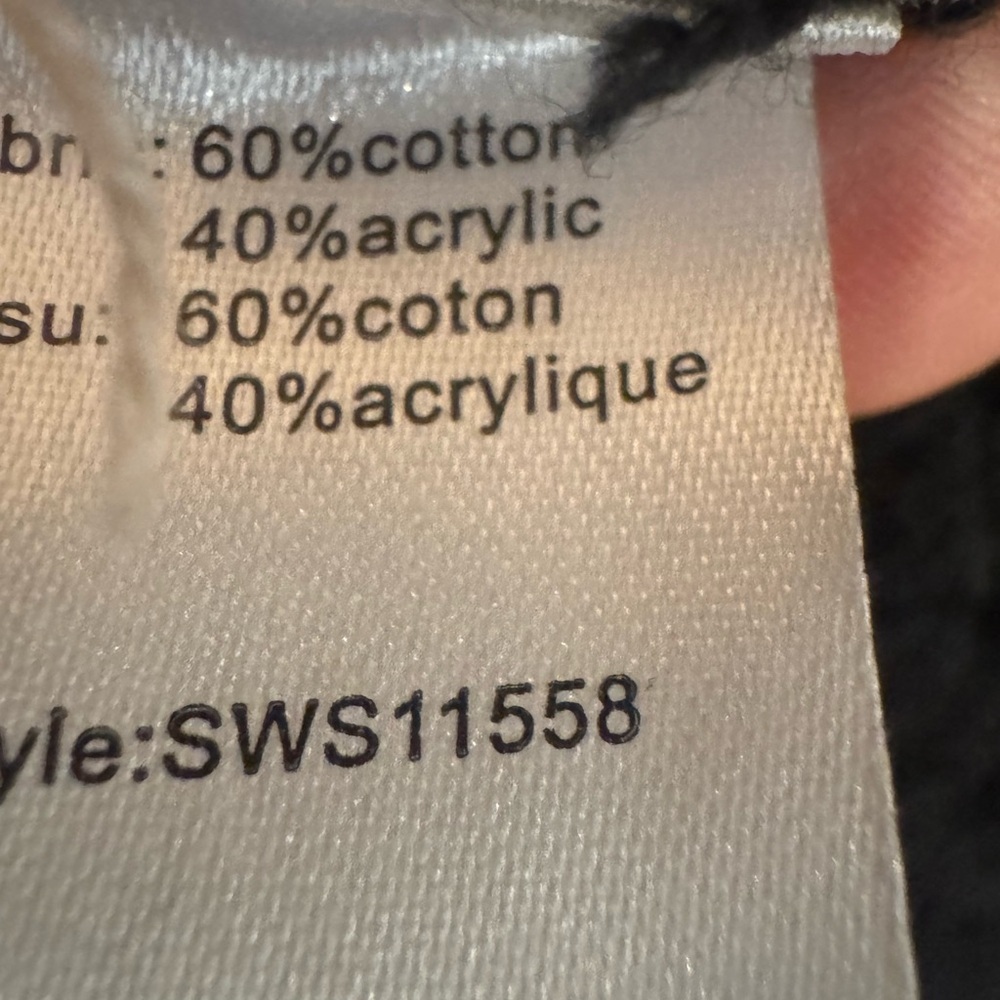 : 60%cotton
40%acrylic
su: 60%coton
40%acrylique
yle:SWS11558